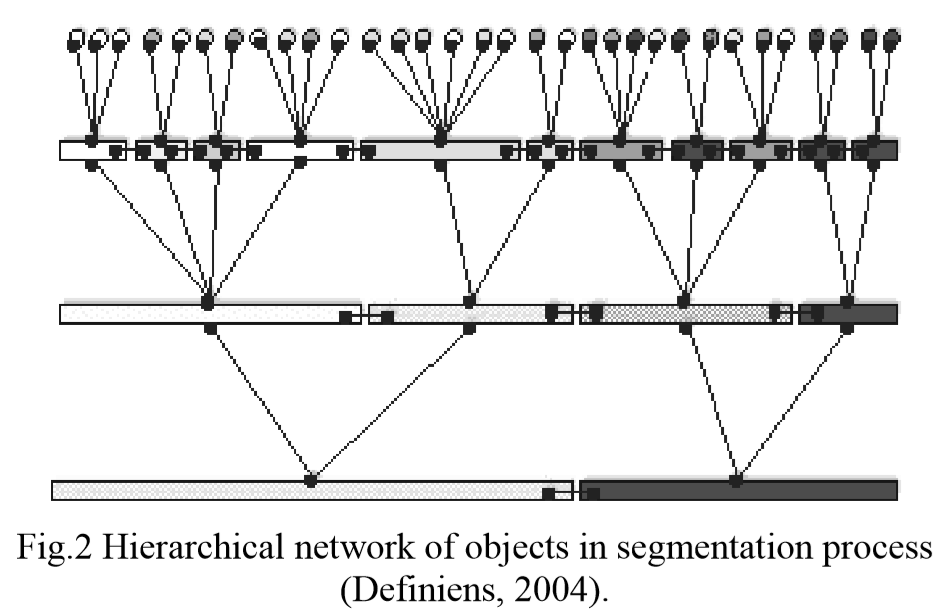 Fig.2 Hierarchical network of objects in segmentation process
(Definiens, 2004).